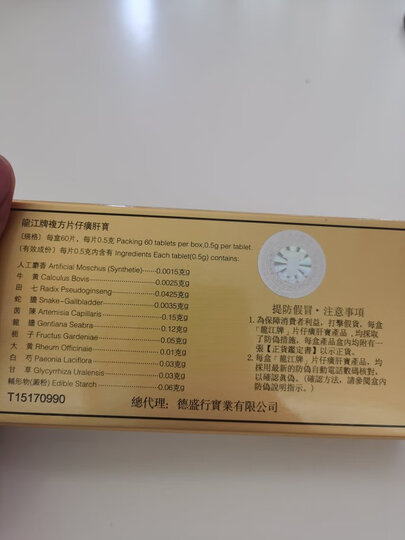 龍江牌複方片仔癀肝寶
〔規格〕每盒60片，每片0.5克 Packing 60 tablets per box,0.5g per tablet
〔有效成份〕每片0.5克內含有 Ingredients Each tablet(0.5g) contains:
人工麝香 Artificial Moschus (Synthetie)------0.0015克g
牛 黃 Calculus Bovis------0.0025克g
田 七 Radix Pseudoginseng------0.0425克g
蛇 膽 Snake-Gallbladder------0.0035克g
茵 陳 Artemisia Capillaris------0.15克g
龍 膽 Gontiana Seabra------0.12克g
梔 子 Fructus Gardeniae------0.05克g
大 黃 Rheum Officinale------0.01克g
白 芍 Paeonia Laciflora------0.03克g
甘 草 Glycyrrhiza Uralensis------0.03克g
輔形物(澱粉) Edible Starch------0.06克g
T15170990
總代理：德盛行實業有限公司
提防假冒·注意事項
1.為保障消費者利益，打擊假貨，每盒
「龍江牌」片仔癀肝寶產品，均採取
了防偽措施，每盒產品盒內均附有一
張【正貨鑑定書】以示正貨。
2.每盒「龍江牌」片仔癀肝寶產品，均
採用最新的防偽自動電話數碼核對，
以確認真偽。（確認方法，請參閱盒內
防偽說明指示。）